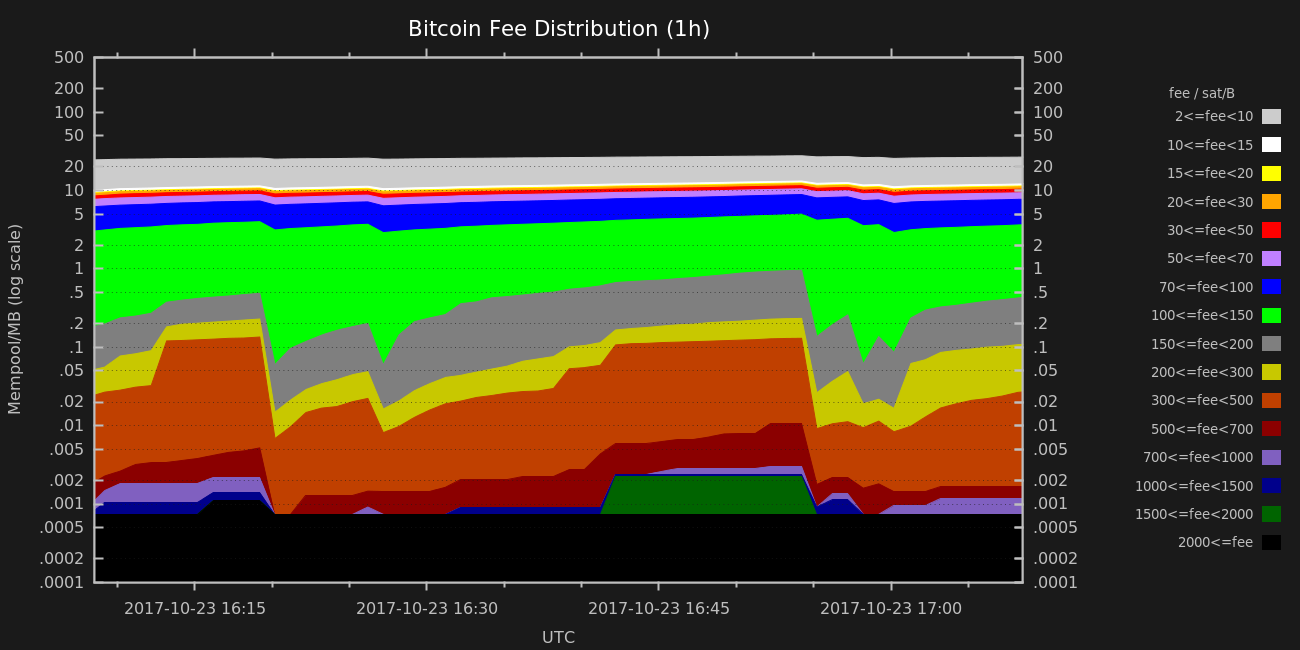 Bitcoin Fee Distribution (1h)
Mempool/MB (log scale)
500
200
100
50
20
10
5
2
1
.5
.2
.1
.05
.02
.01
.005
.002
.001
.0005
.0002
.0001
500
200
100
50
20
10
5
2
1
.5
.2
.1
.05
.02
.01
.005
.002
.001
.0005
.0002
.0001
2017-10-23 16:15 2017-10-23 16:30 2017-10-23 16:45 2017-10-23 17:00
UTC
fee / sat/B
2<=fee<10
10<=fee<15
15<=fee<20
20<=fee<30
30<=fee<50
50<=fee<70
70<=fee<100
100<=fee<150
150<=fee<200
200<=fee<300
300<=fee<500
500<=fee<700
700<=fee<1000
1000<=fee<1500
1500<=fee<2000
2000<=fee